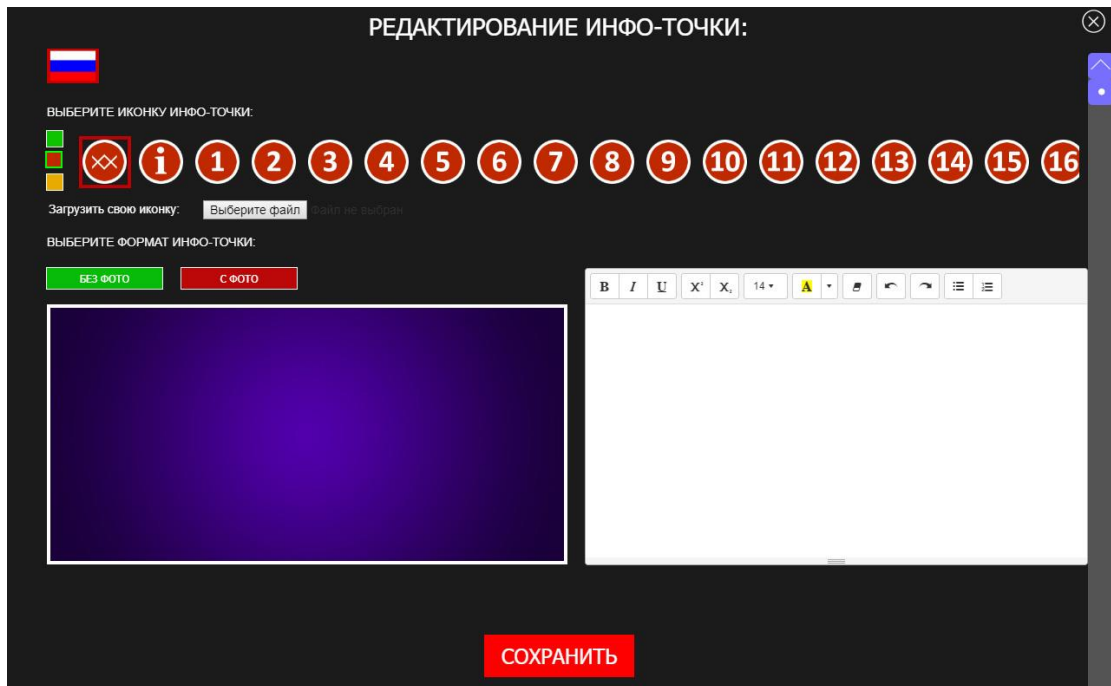 РЕДАКТИРОВАНИЕ ИНФО-ТОЧКИ:
ВЫБЕРИТЕ ИКОНКУ ИНФО-ТОЧКИ:
i 1 2 3 4 5 6 7 8 9 10 11 12 13 14 15 16
Загрузить свою иконку: Выберите файл Файл не выбран
ВЫБЕРИТЕ ФОРМАТ ИНФО-ТОЧКИ:
БЕЗ ФОТО С ФОТО
B I U X² X₂ 14 A
СОХРАНИТЬ